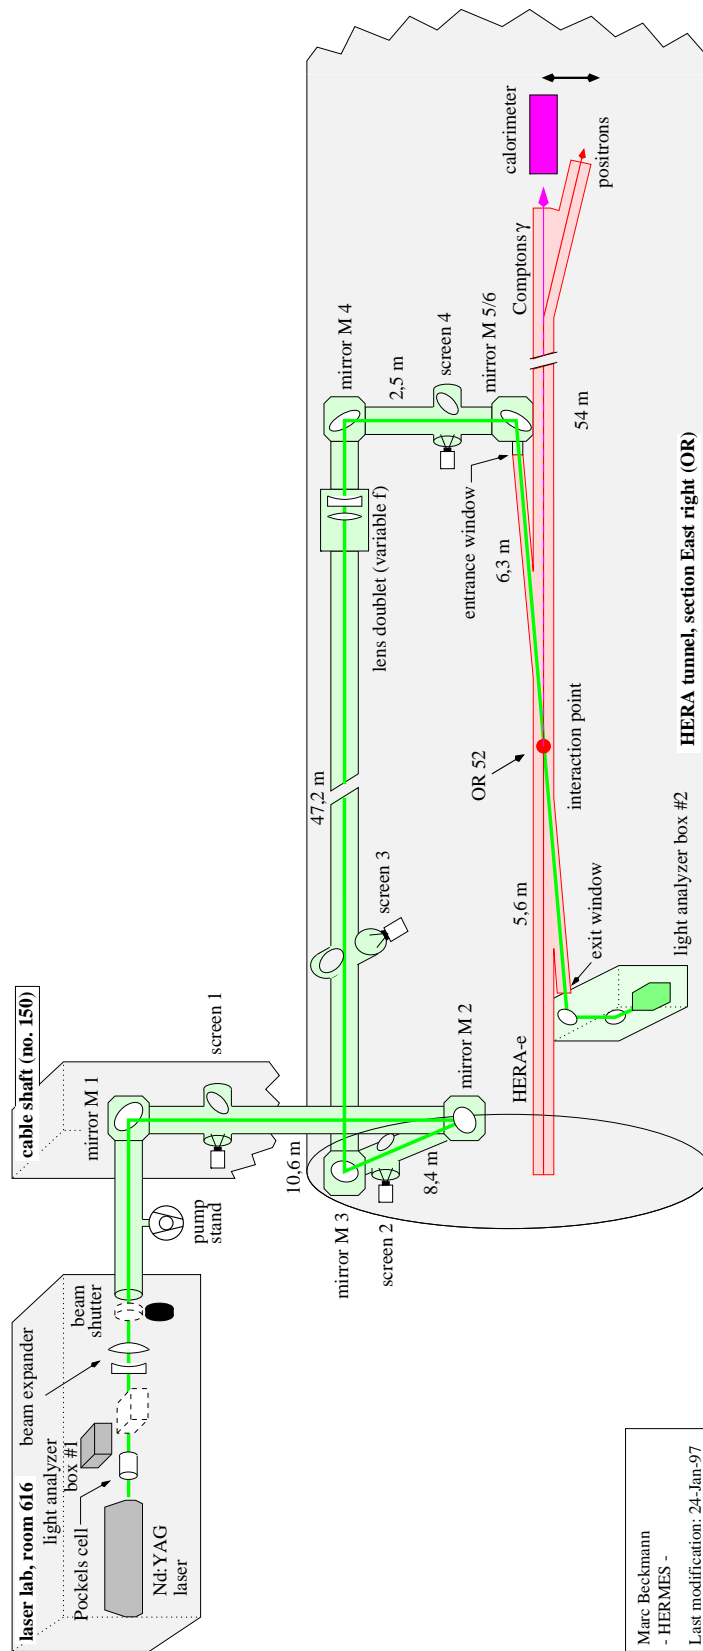 laser lab, room 616
light analyzer
box #1
beam expander
Pockels cell
Nd:YAG
laser
beam
shutter
pump
stand
cable shaft (no. 150)
mirror M 1
screen 1
10,6 m
mirror M 2
8,4 m
mirror M 3
screen 2
screen 3
47,2 m
lens doublet (variable f)
mirror M 4
2,5 m
screen 4
mirror M 5/6
entrance window
6,3 m
OR 52
interaction point
5,6 m
exit window
light analyzer box #2
HERA-e
54 m
Comptons γ
calorimeter
positrons
HERA tunnel, section East right (OR)
Marc Beckmann
- HERMES -
Last modification: 24-Jan-97